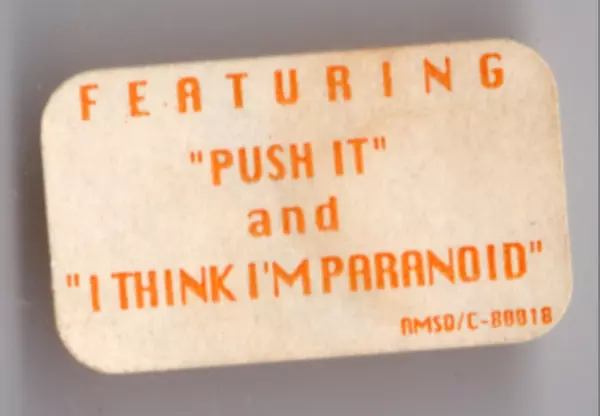 FEATURING
"PUSH IT"
and
"I THINK I'M PARANOID"
AMSD/C-80018